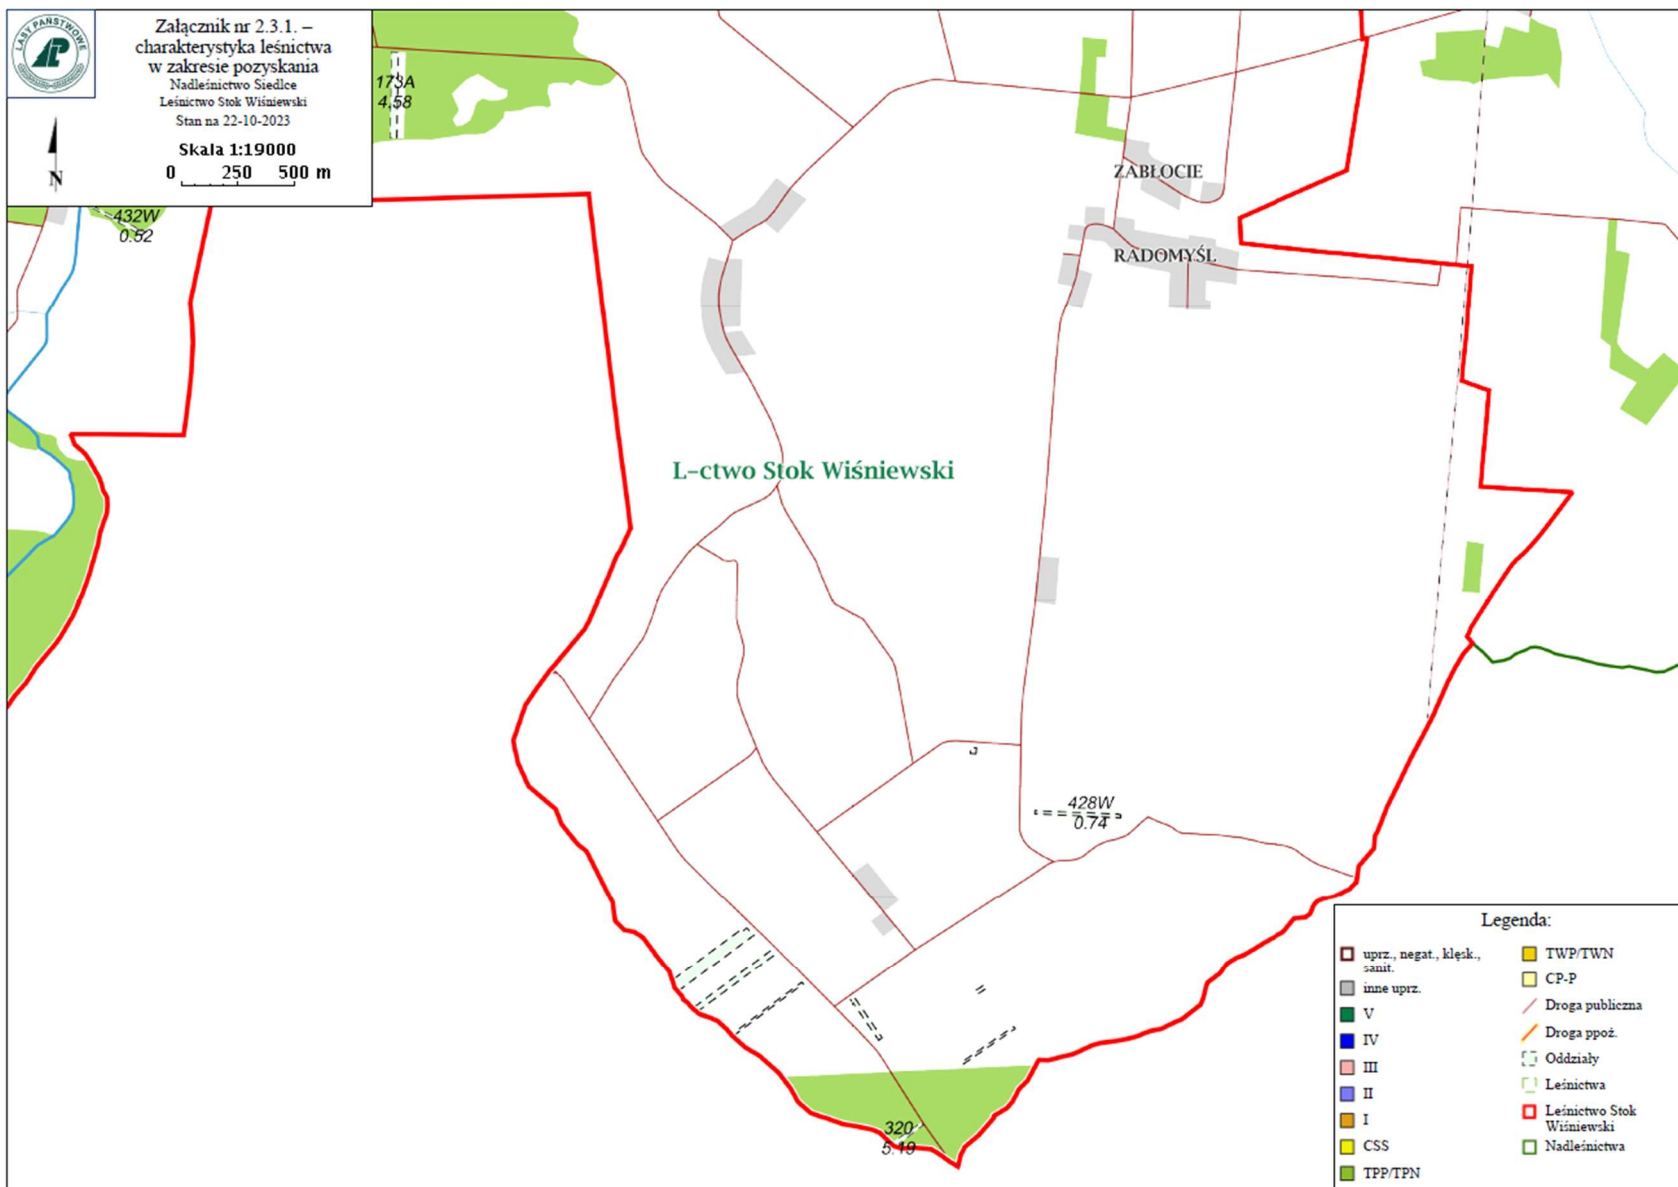 LASY PAŃSTWOWE
Załącznik nr 2.3.1. –
charakterystyka leśnictwa
w zakresie pozyskania
Nadleśnictwo Siedlce
Leśnictwo Stok Wiśniewski
Stan na 22-10-2023
Skala 1:19000
0 250 500 m
N
173A
4,58
432W
0.52
ZABŁOCIE
RADOMYŚL
L-ctwo Stok Wiśniewski
428W
0.74
320
5.19
Legenda:
uprz., negat., klęsk.,
sanit.
inne uprz.
V
IV
III
II
I
CSS
TPP/TPN
TWP/TWN
CP-P
Droga publiczna
Droga ppoż.
Oddziały
Leśnictwa
Leśnictwo Stok
Wiśniewski
Nadleśnictwa